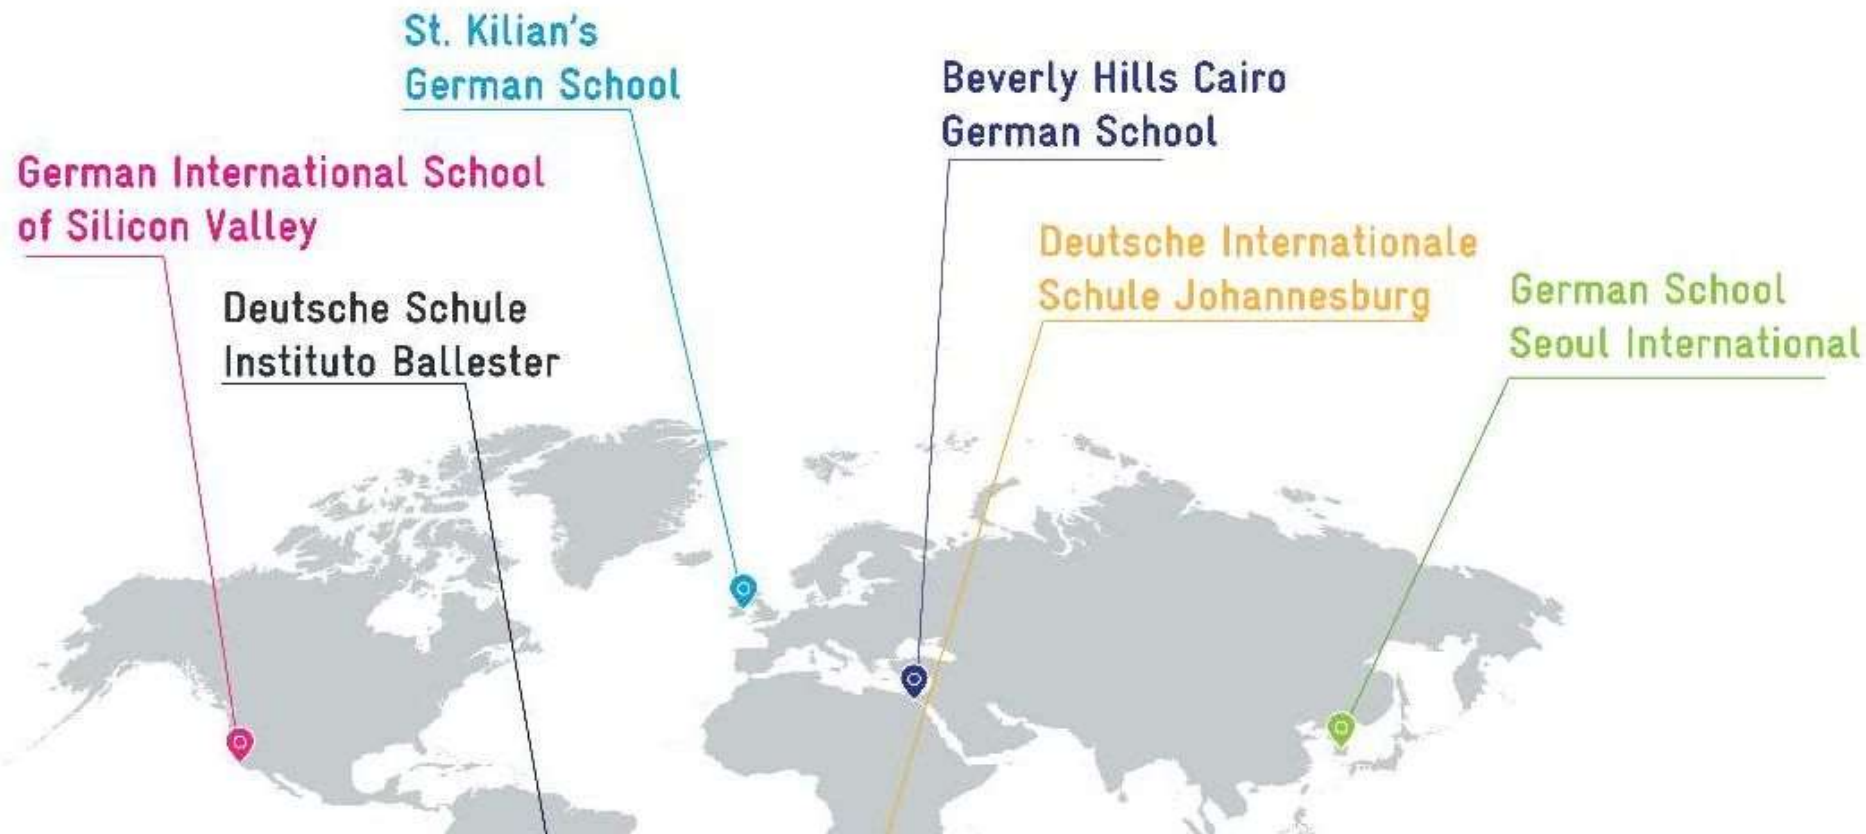 St. Kilian's
German School
Beverly Hills Cairo
German School
German International School
of Silicon Valley
Deutsche Internationale
Schule Johannesburg
German School
Seoul International
Deutsche Schule
Instituto Ballester